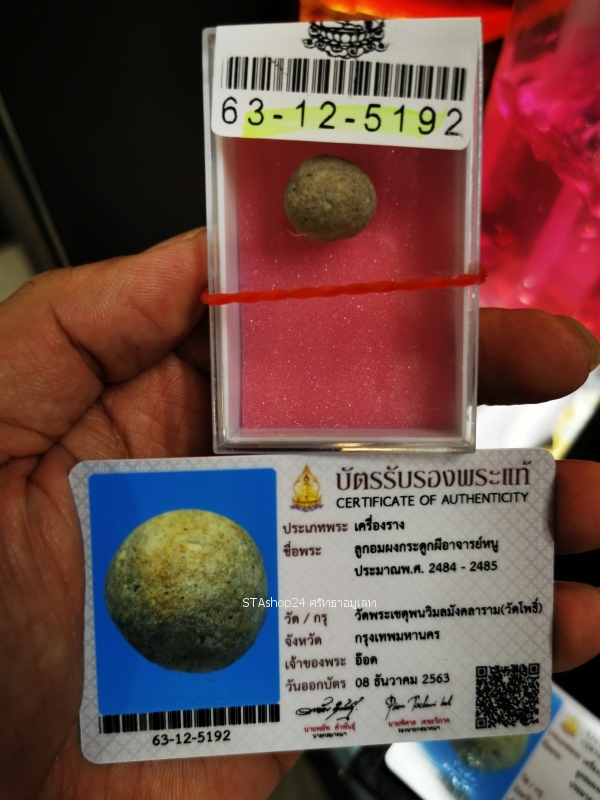 63-12-5192
บัตรรับรองพระแท้
CERTIFICATE OF AUTHENTICITY
ประเภทพระ เครื่องราง
ชื่อพระ ลูกอมผงกระดูกผีอาจารย์หนู
ประมาณพ.ศ. 2484 - 2485
STAshop24 ศรัทธาอมูเลท
วัด / กรุ วัดพระเชตุพนวิมลมังคลาราม(วัดโพธิ์)
จังหวัด กรุงเทพมหานคร
เจ้าของพระ อ๊อด
วันออกบัตร 08 ธันวาคม 2563
63-12-5192